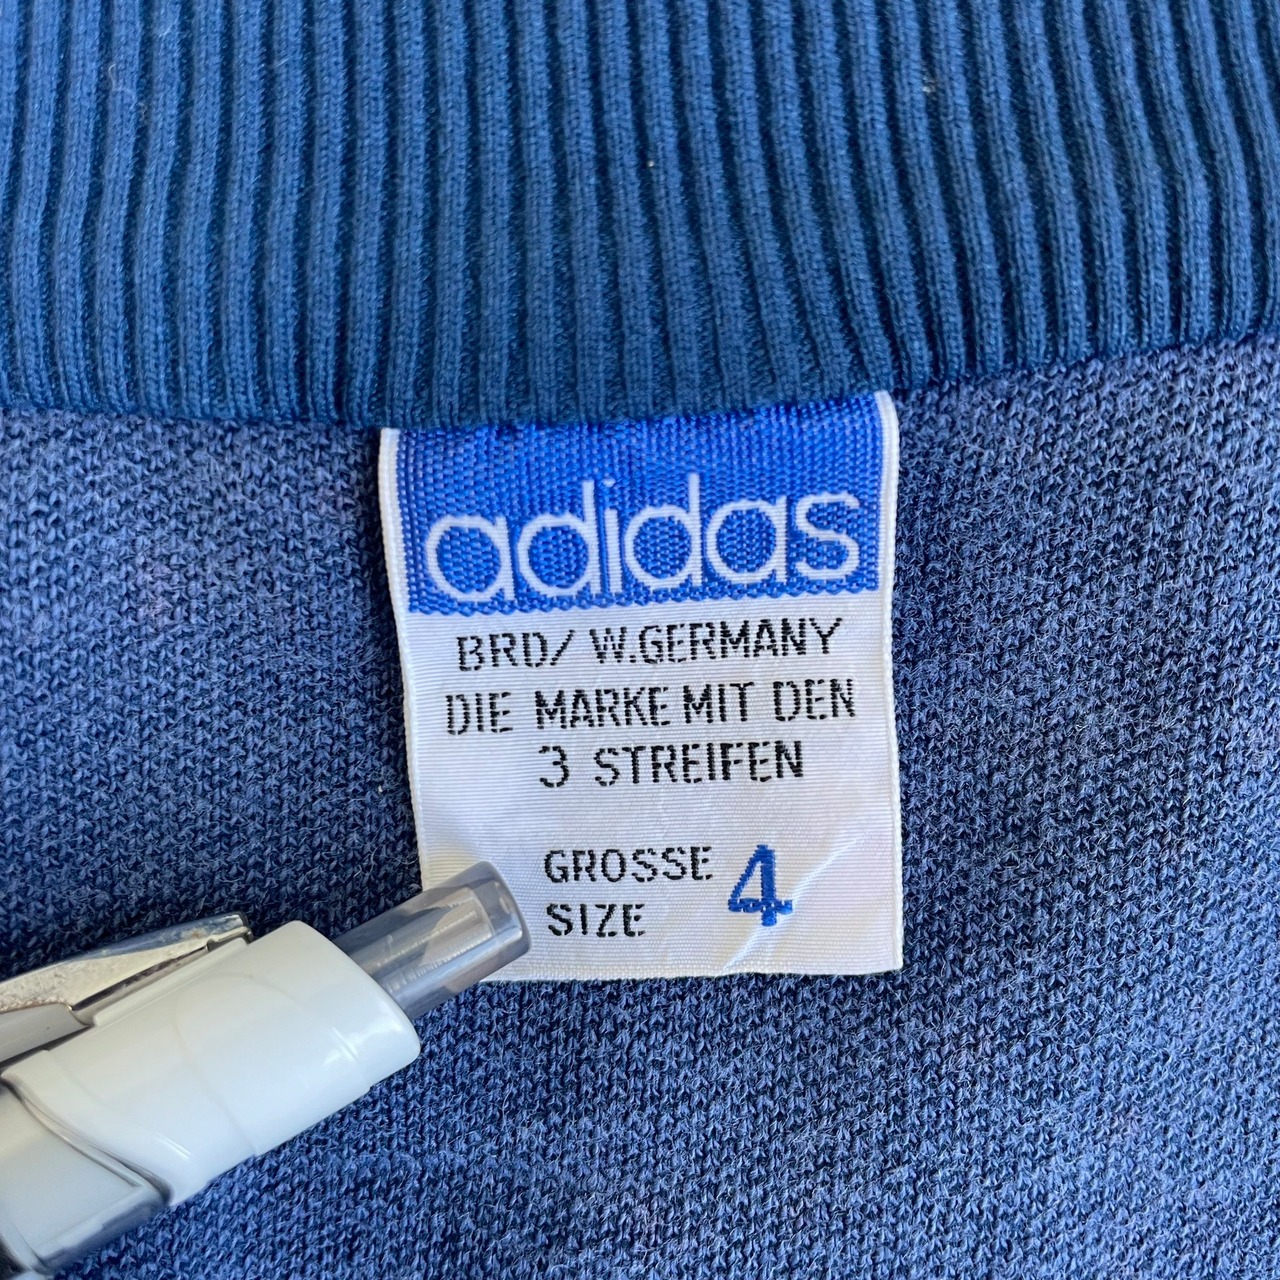 adidas
BRD/ W.GERMANY
DIE MARKE MIT DEN
3 STREIFEN
GROSSE 4
SIZE